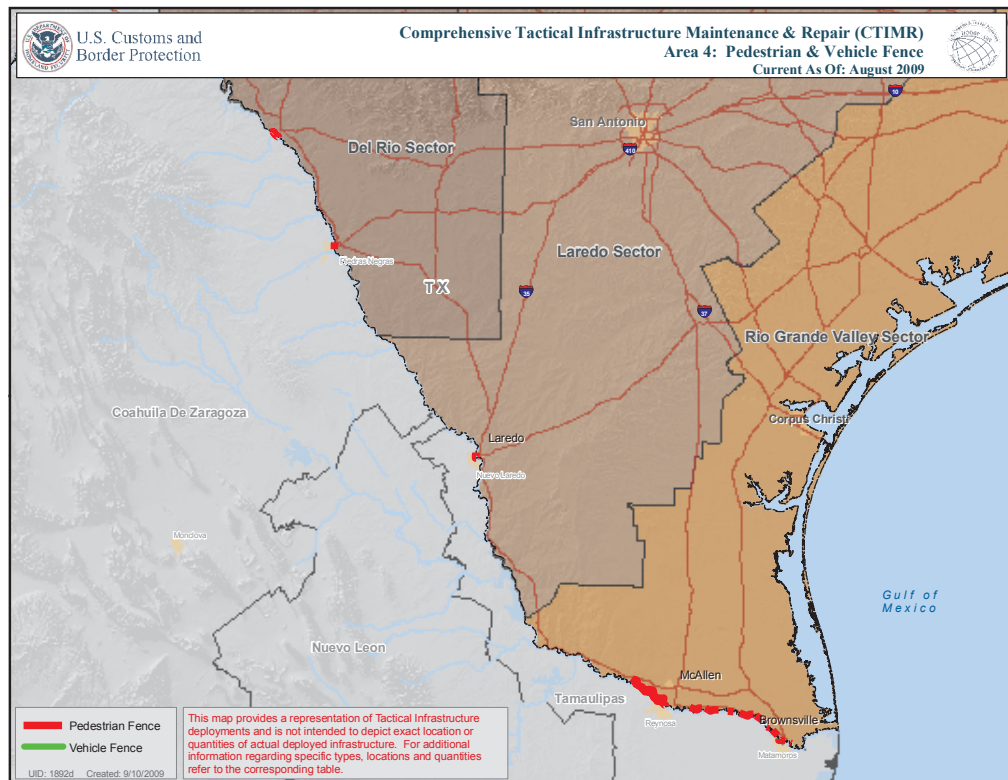 U.S. Customs and
Border Protection
Comprehensive Tactical Infrastructure Maintenance & Repair (CTIMR)
Area 4: Pedestrian & Vehicle Fence
Current As Of: August 2009
10
San Antonio
Del Rio Sector
410
Laredo Sector
Piedras Negras
TX
35
37
Rio Grande Valley Sector
Coahuila De Zaragoza
Corpus Christi
Laredo
Nuevo Laredo
Monclova
Gulf of
Mexico
Nuevo Leon
McAllen
Tamaulipas
Reynosa
Brownsville
Matamoros
Pedestrian Fence
Vehicle Fence
UID: 1892d Created: 9/10/2009
This map provides a representation of Tactical Infrastructure
deployments and is not intended to depict exact location or
quantities of actual deployed infrastructure. For additional
information regarding specific types, locations and quantities
refer to the corresponding table.